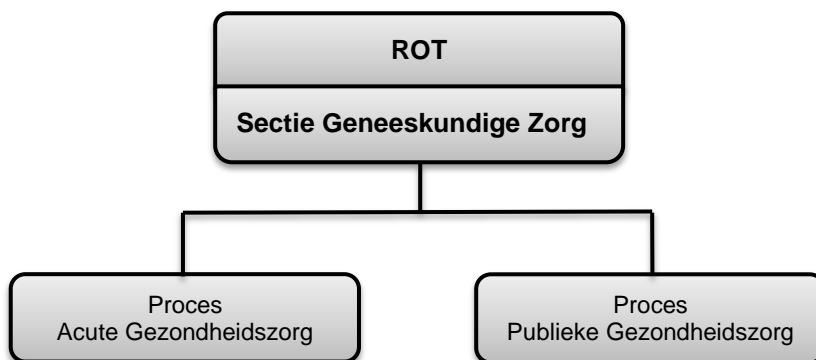 ROT
Sectie Geneeskundige Zorg
Proces
Acute Gezondheidszorg
Proces
Publieke Gezondheidszorg